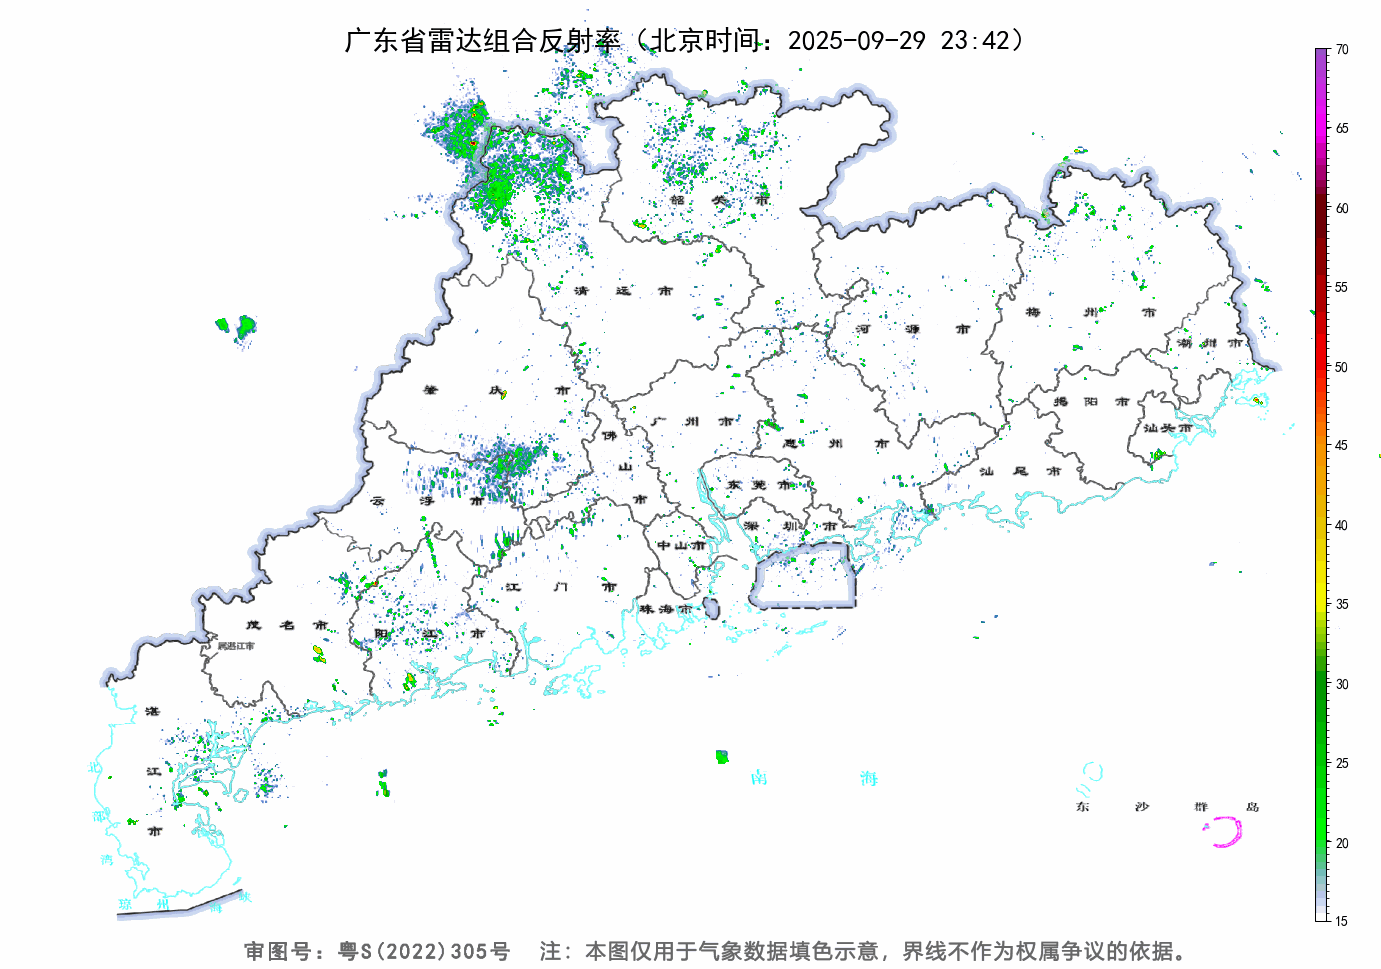 广东省雷达组合反射率（北京时间：2025-09-29 23:42）
70
65
60
55
50
45
40
35
30
25
20
15
韶关市
清远市
河源市
梅州市
潮州市
肇庆市
广州市
佛山市
惠州市
揭阳市
汕头市
汕尾市
云浮市
东莞市
深圳市
中山市
江门市
珠海市
茂名市
阳江市
属湛江市
湛江市
北部湾
琼州海峡
南海
东沙群岛
审图号：粤S(2022)305号 注：本图仅用于气象数据填色示意，界线不作为权属争议的依据。